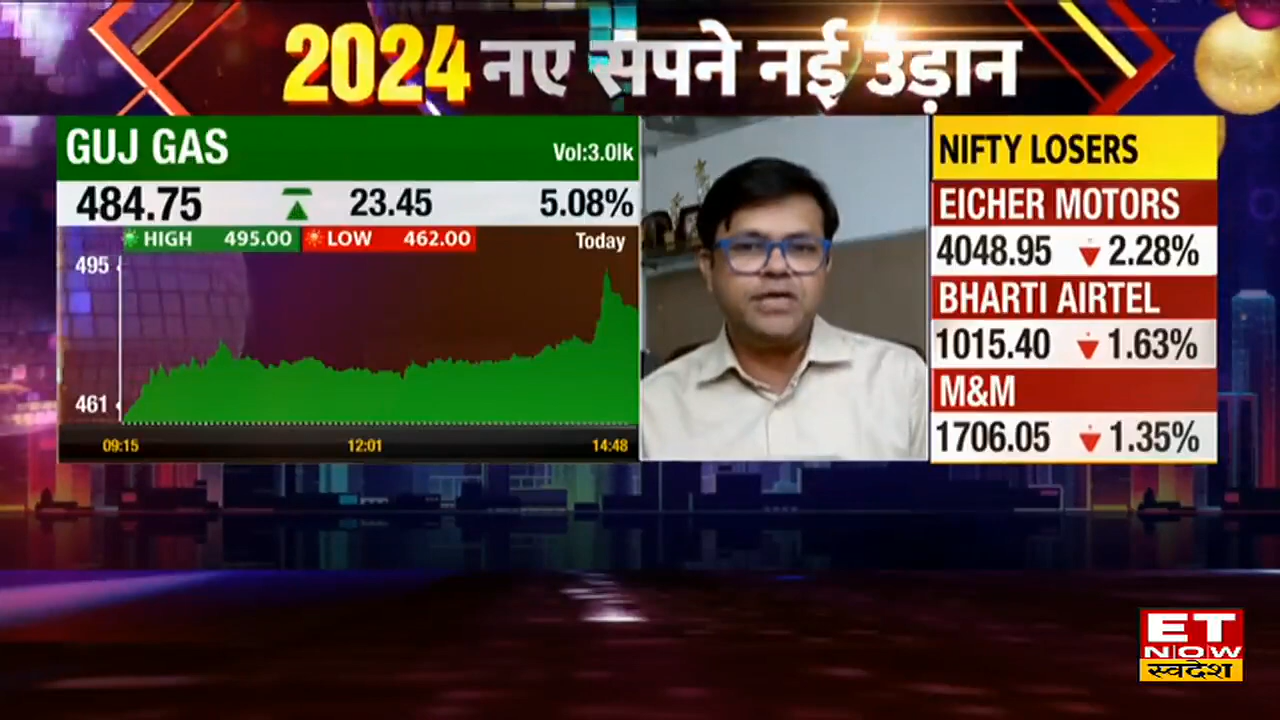 2024 नए सपने नई उड़ान
GUJ GAS
Vol:3.0lk
484.75 23.45 5.08%
HIGH 495.00 LOW 462.00 Today
495
461
09:15 12:01 14:48
NIFTY LOSERS
EICHER MOTORS
4048.95 2.28%
BHARTI AIRTEL
1015.40 1.63%
M&M
1706.05 1.35%
ET
NOW
स्वदेश